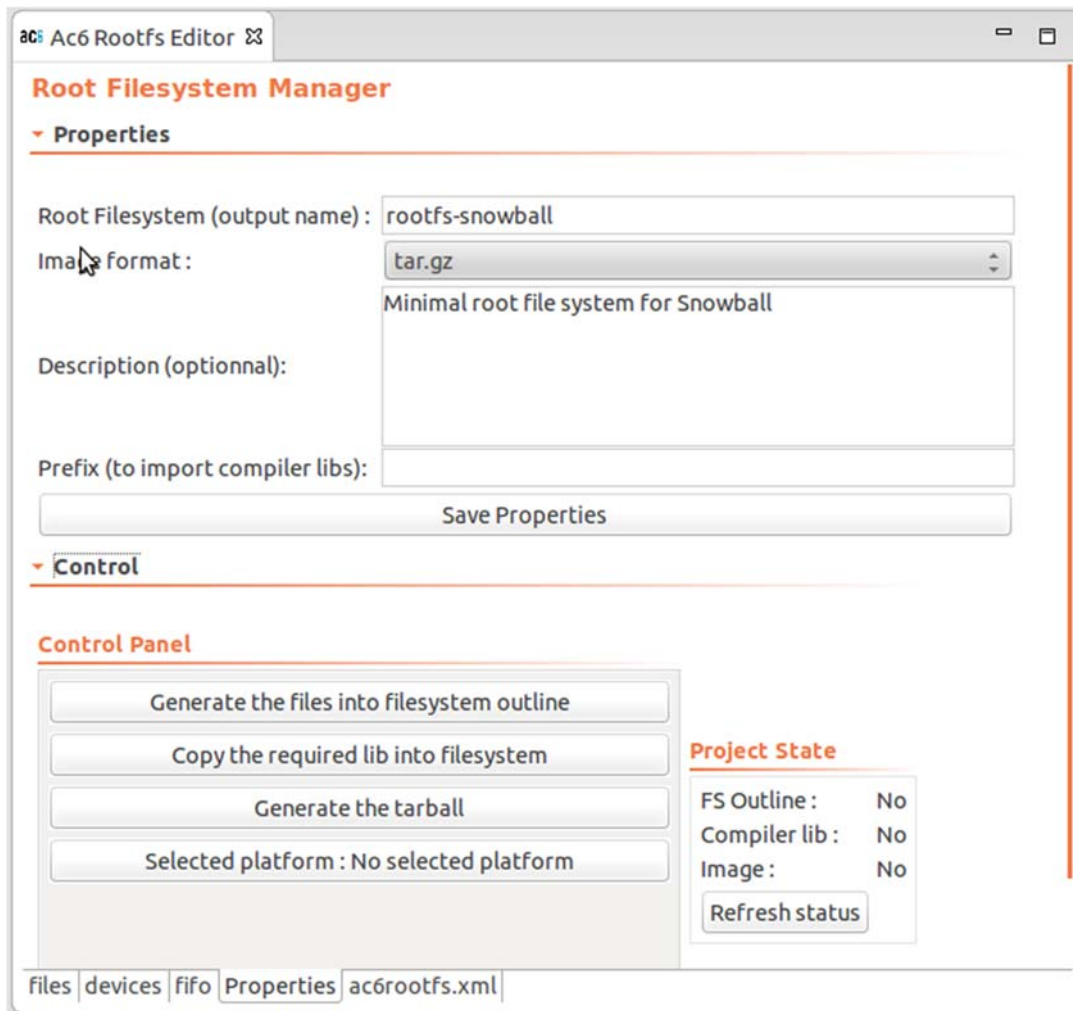 ac6 Ac6 Rootfs Editor
Root Filesystem Manager
Properties
Root Filesystem (output name) : rootfs-snowball
Image format : tar.gz
Description (optionnal): Minimal root file system for Snowball
Prefix (to import compiler libs):
Save Properties
Control
Control Panel
Generate the files into filesystem outline
Copy the required lib into filesystem
Generate the tarball
Selected platform : No selected platform
Project State
FS Outline : No
Compiler lib : No
Image : No
Refresh status
files devices fifo Properties ac6rootfs.xml